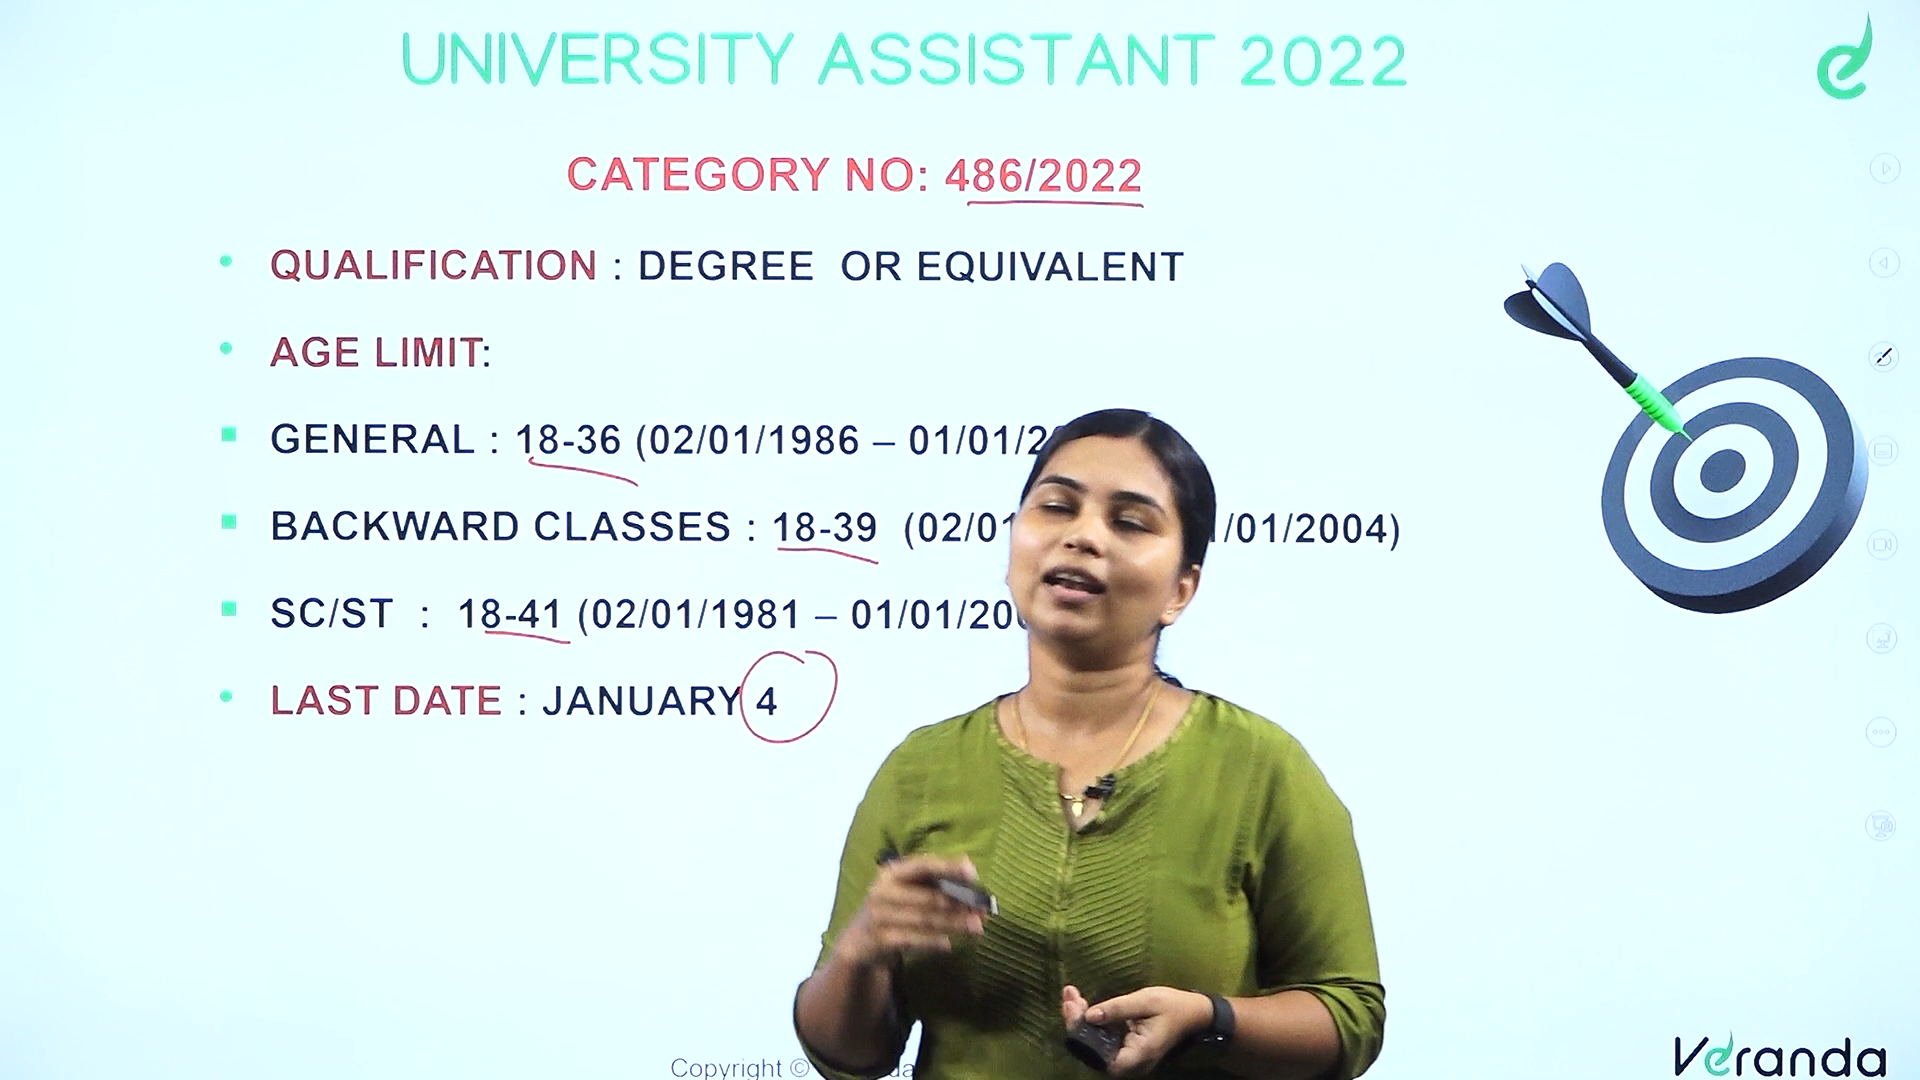 UNIVERSITY ASSISTANT 2022
CATEGORY NO: 486/2022
QUALIFICATION : DEGREE OR EQUIVALENT
AGE LIMIT:
GENERAL : 18-36 (02/01/1986 – 01/01/2
BACKWARD CLASSES : 18-39 (02/01 /01/2004)
SC/ST : 18-41 (02/01/1981 – 01/01/20
LAST DATE : JANUARY 4
Copyright © da
Veranda